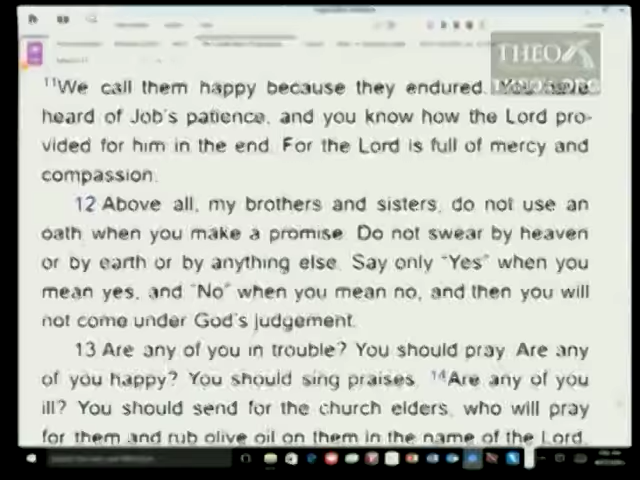 THEOX
¹¹We call them happy because they endured. You have
heard of Job's patience, and you know how the Lord pro-
vided for him in the end. For the Lord is full of mercy and
compassion.
12 Above all, my brothers and sisters, do not use an
oath when you make a promise. Do not swear by heaven
or by earth or by anything else. Say only "Yes" when you
mean yes, and "No" when you mean no, and then you will
not come under God's judgement.
13 Are any of you in trouble? You should pray. Are any
of you happy? You should sing praises. ¹⁴Are any of you
ill? You should send for the church elders, who will pray
for them and rub olive oil on them in the name of the Lord.